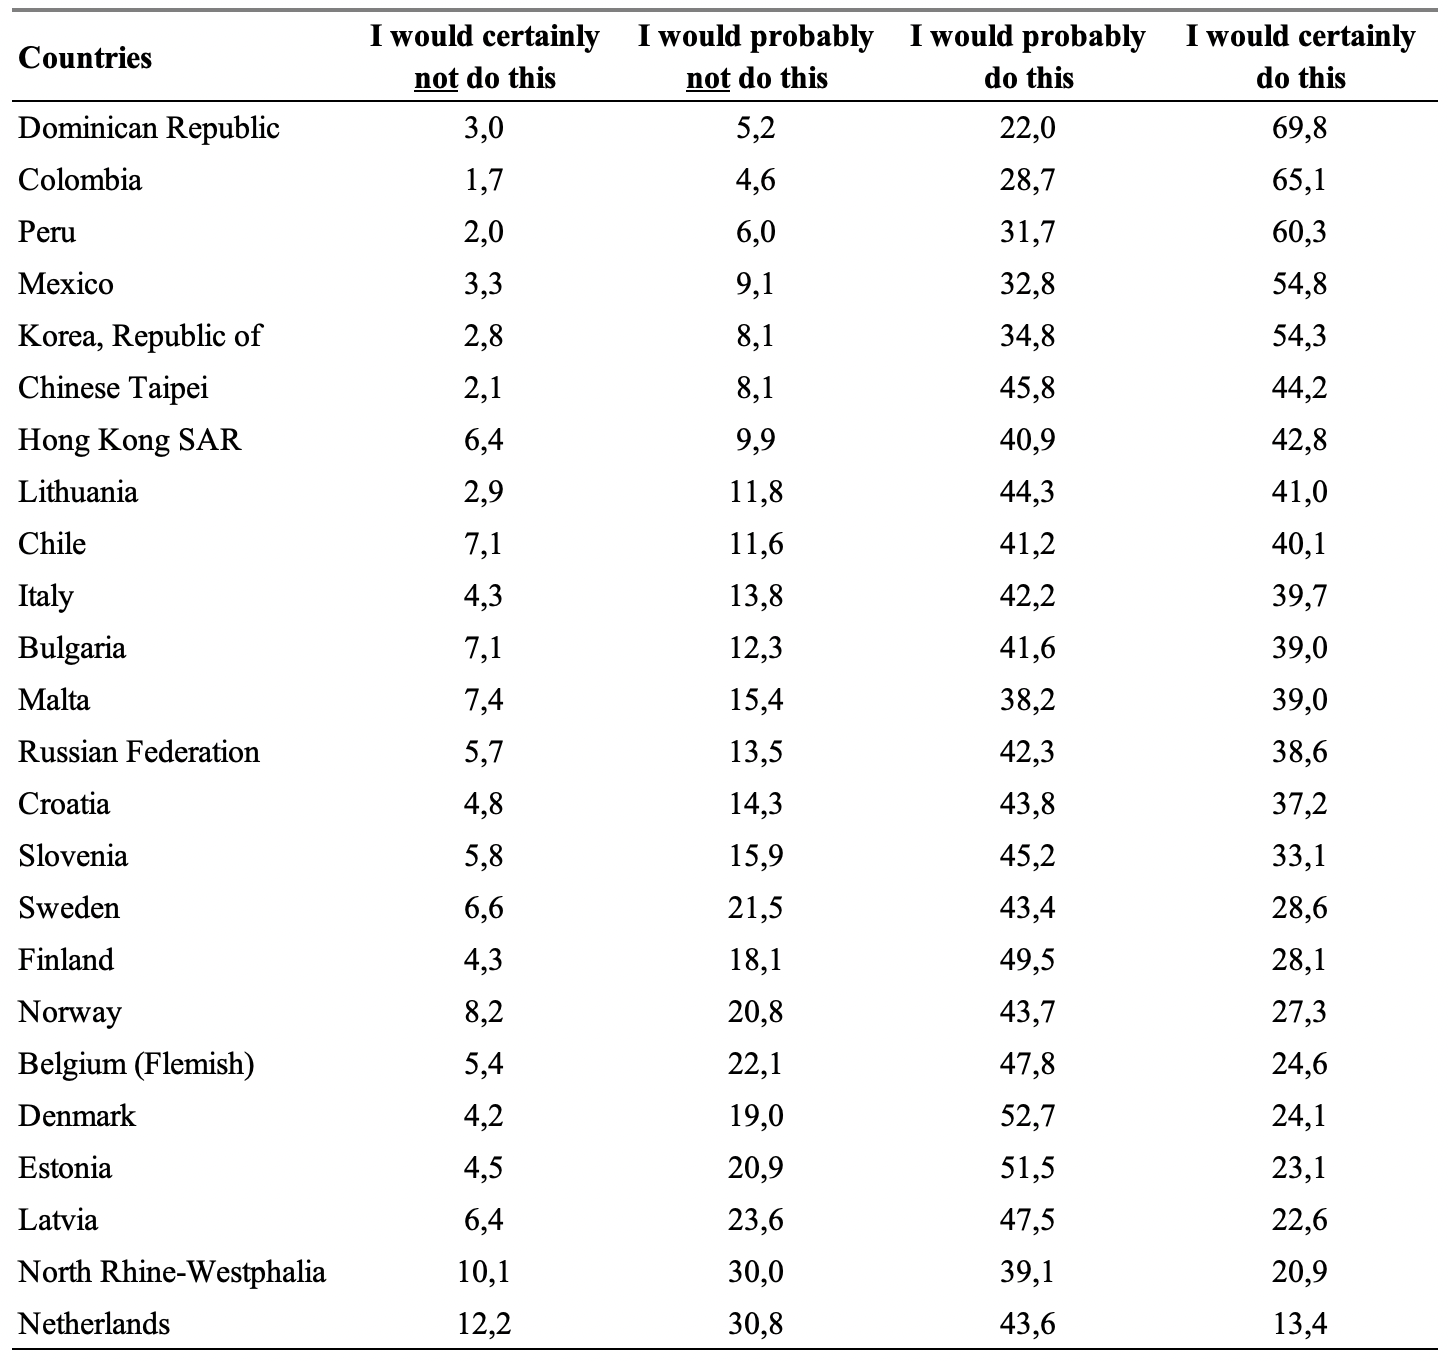 Countries I would certainly not do this I would probably not do this I would probably do this I would certainly do this
Dominican Republic 3,0 5,2 22,0 69,8
Colombia 1,7 4,6 28,7 65,1
Peru 2,0 6,0 31,7 60,3
Mexico 3,3 9,1 32,8 54,8
Korea, Republic of 2,8 8,1 34,8 54,3
Chinese Taipei 2,1 8,1 45,8 44,2
Hong Kong SAR 6,4 9,9 40,9 42,8
Lithuania 2,9 11,8 44,3 41,0
Chile 7,1 11,6 41,2 40,1
Italy 4,3 13,8 42,2 39,7
Bulgaria 7,1 12,3 41,6 39,0
Malta 7,4 15,4 38,2 39,0
Russian Federation 5,7 13,5 42,3 38,6
Croatia 4,8 14,3 43,8 37,2
Slovenia 5,8 15,9 45,2 33,1
Sweden 6,6 21,5 43,4 28,6
Finland 4,3 18,1 49,5 28,1
Norway 8,2 20,8 43,7 27,3
Belgium (Flemish) 5,4 22,1 47,8 24,6
Denmark 4,2 19,0 52,7 24,1
Estonia 4,5 20,9 51,5 23,1
Latvia 6,4 23,6 47,5 22,6
North Rhine-Westphalia 10,1 30,0 39,1 20,9
Netherlands 12,2 30,8 43,6 13,4